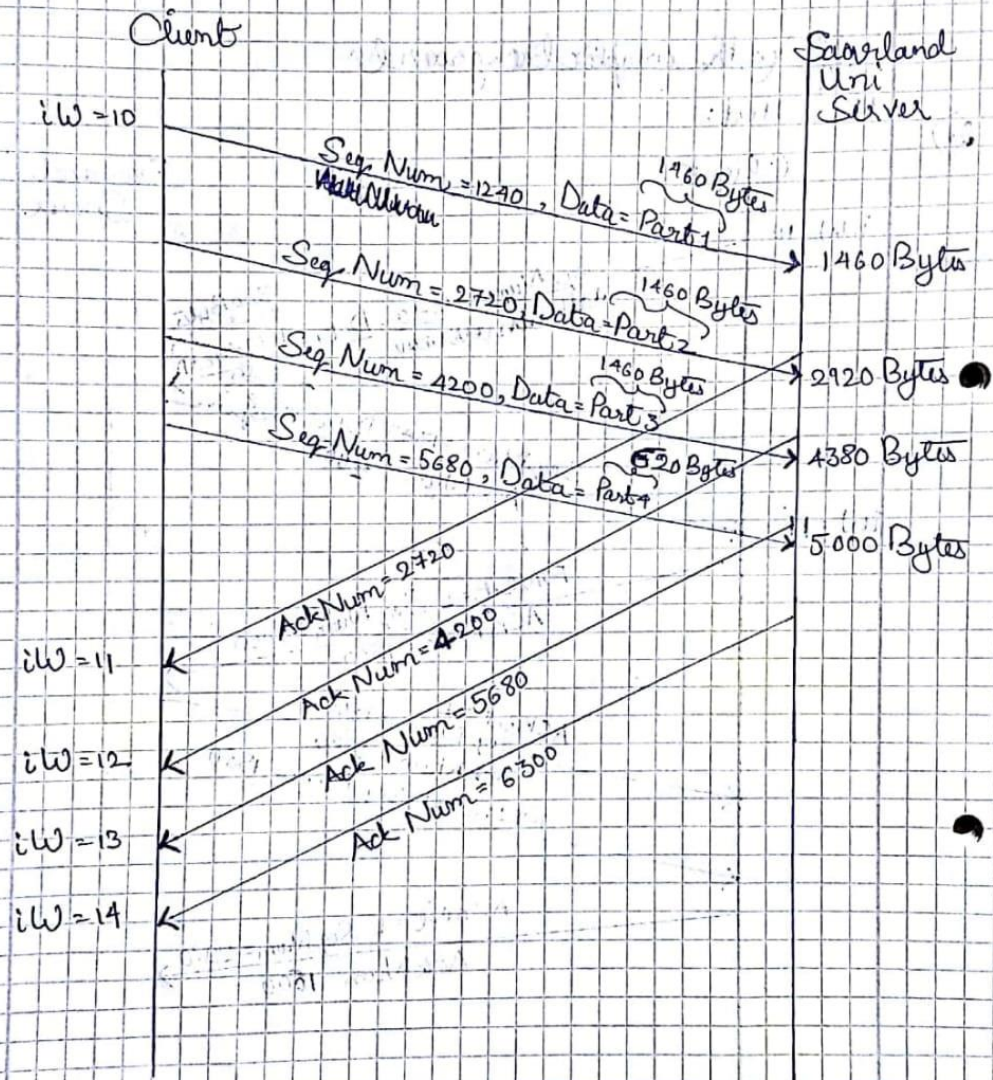 Client
Saarland
Uni
Server
iW = 10
Seq Num = 1240, Data = Part 1
1460 Bytes
1460 Bytes
Seq Num = 2720, Data = Part 2
1460 Bytes
2920 Bytes
Seq Num = 4200, Data = Part 3
1460 Bytes
4380 Bytes
Seq Num = 5680, Data = Part 4
620 Bytes
5000 Bytes
Ack Num = 2720
iW = 11
Ack Num = 4200
iW = 12
Ack Num = 5680
iW = 13
Ack Num = 6300
iW = 14